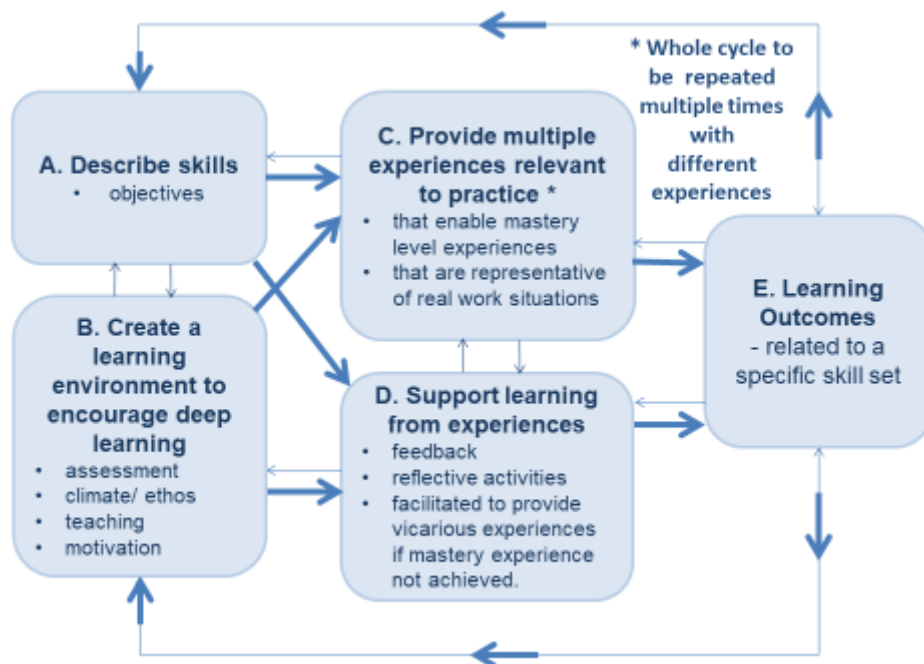 * Whole cycle to
be repeated
multiple times
with
different
experiences
A. Describe skills
• objectives
C. Provide multiple
experiences relevant
to practice *
• that enable mastery
level experiences
• that are representative
of real work situations
B. Create a
learning
environment to
encourage deep
learning
• assessment
• climate/ ethos
• teaching
• motivation
D. Support learning
from experiences
• feedback
• reflective activities
• facilitated to provide
vicarious experiences
if mastery experience
not achieved.
E. Learning
Outcomes
- related to a
specific skill set